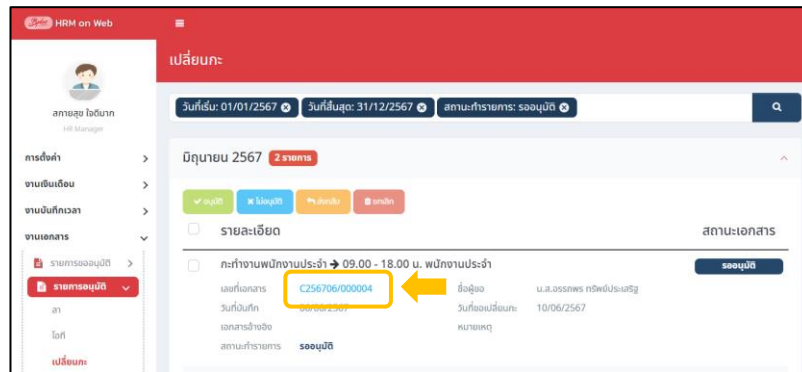 HRM on Web
เปลี่ยนกะ
สกายสุข ใจดีมาก
HR Manager
การตั้งค่า
งานเงินเดือน
งานบันทึกเวลา
งานเอกสาร
รายการขออนุมัติ
รายการอนุมัติ
ลา
โอที
เปลี่ยนกะ
วันที่เริ่ม: 01/01/2567 วันที่สิ้นสุด: 31/12/2567 สถานะทำรายการ: รออนุมัติ
มิถุนายน 2567 2 รายการ
อนุมัติ ไม่อนุมัติ ส่งกลับ ยกเลิก
รายละเอียด สถานะเอกสาร
กะทำงานพนักงานประจำ → 09.00 - 18.00 น. พนักงานประจำ รออนุมัติ
เลขที่เอกสาร C256706/000004 ชื่อผู้ขอ น.ส.อรรถพร ทรัพย์ประเสริฐ
วันที่บันทึก 06/06/2567 วันที่ขอเปลี่ยนกะ: 10/06/2567
เอกสารอ้างอิง หมายเหตุ
สถานะทำรายการ รออนุมัติ